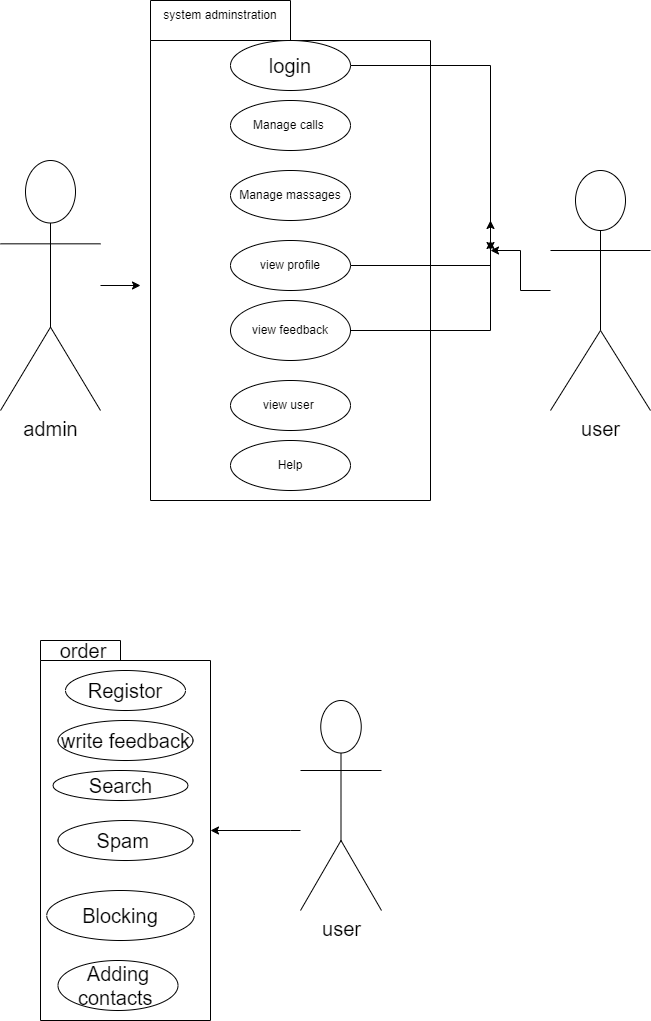 system adminstration
login
Manage calls
Manage massages
view profile
view feedback
view user
Help
admin
user
order
Registor
write feedback
Search
Spam
Blocking
Adding
contacts
user